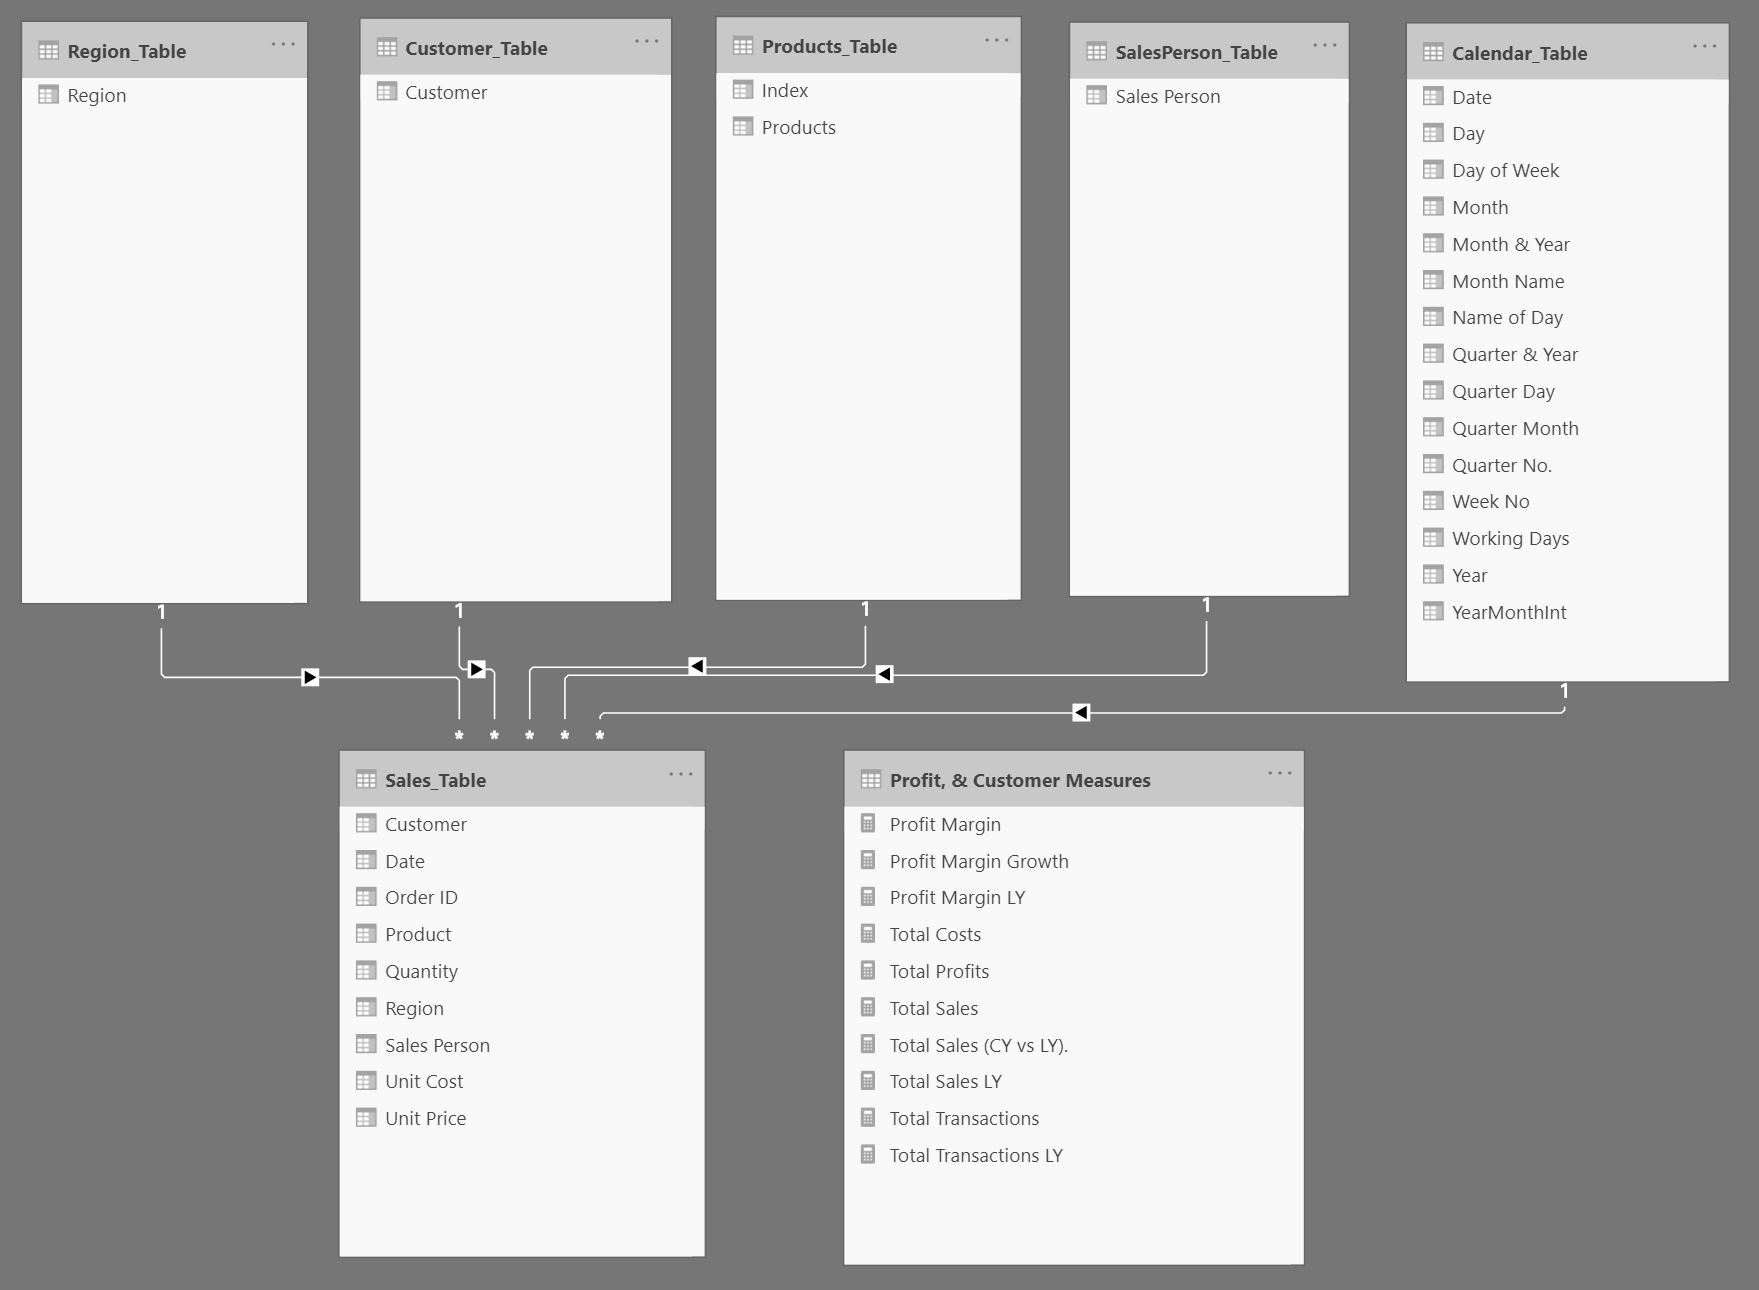 Region_Table
Region
Customer_Table
Customer
Products_Table
Index
Products
SalesPerson_Table
Sales Person
Calendar_Table
Date
Day
Day of Week
Month
Month & Year
Month Name
Name of Day
Quarter & Year
Quarter Day
Quarter Month
Quarter No.
Week No
Working Days
Year
YearMonthInt
1
1
1
1
1
* * * * *
Sales_Table
Customer
Date
Order ID
Product
Quantity
Region
Sales Person
Unit Cost
Unit Price
Profit, & Customer Measures
Profit Margin
Profit Margin Growth
Profit Margin LY
Total Costs
Total Profits
Total Sales
Total Sales (CY vs LY).
Total Sales LY
Total Transactions
Total Transactions LY